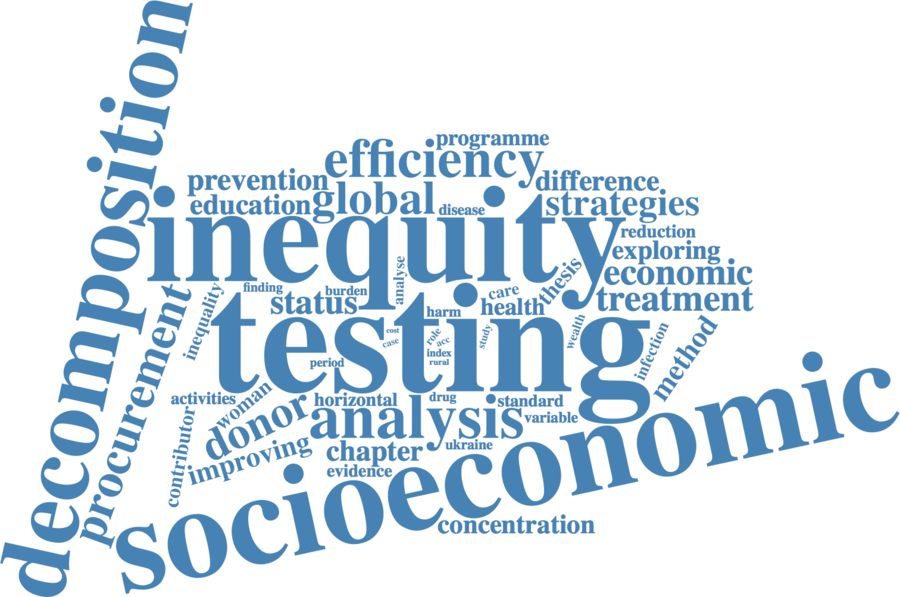 decomposition
programme
efficiency
prevention
difference
education
global
disease
strategies
inequity
reduction
exploring
thesis
economic
analyse
finding
burden
care
status
health
treatment
inequality
procurement
harm
testing
cost
case
role
acc
study
wealth
index
rural
period
infection
method
activities
woman
horizontal
drug
standard
donor
analysis
variable
contributor
improving
chapter
ukraine
evidence
socioeconomic
concentration